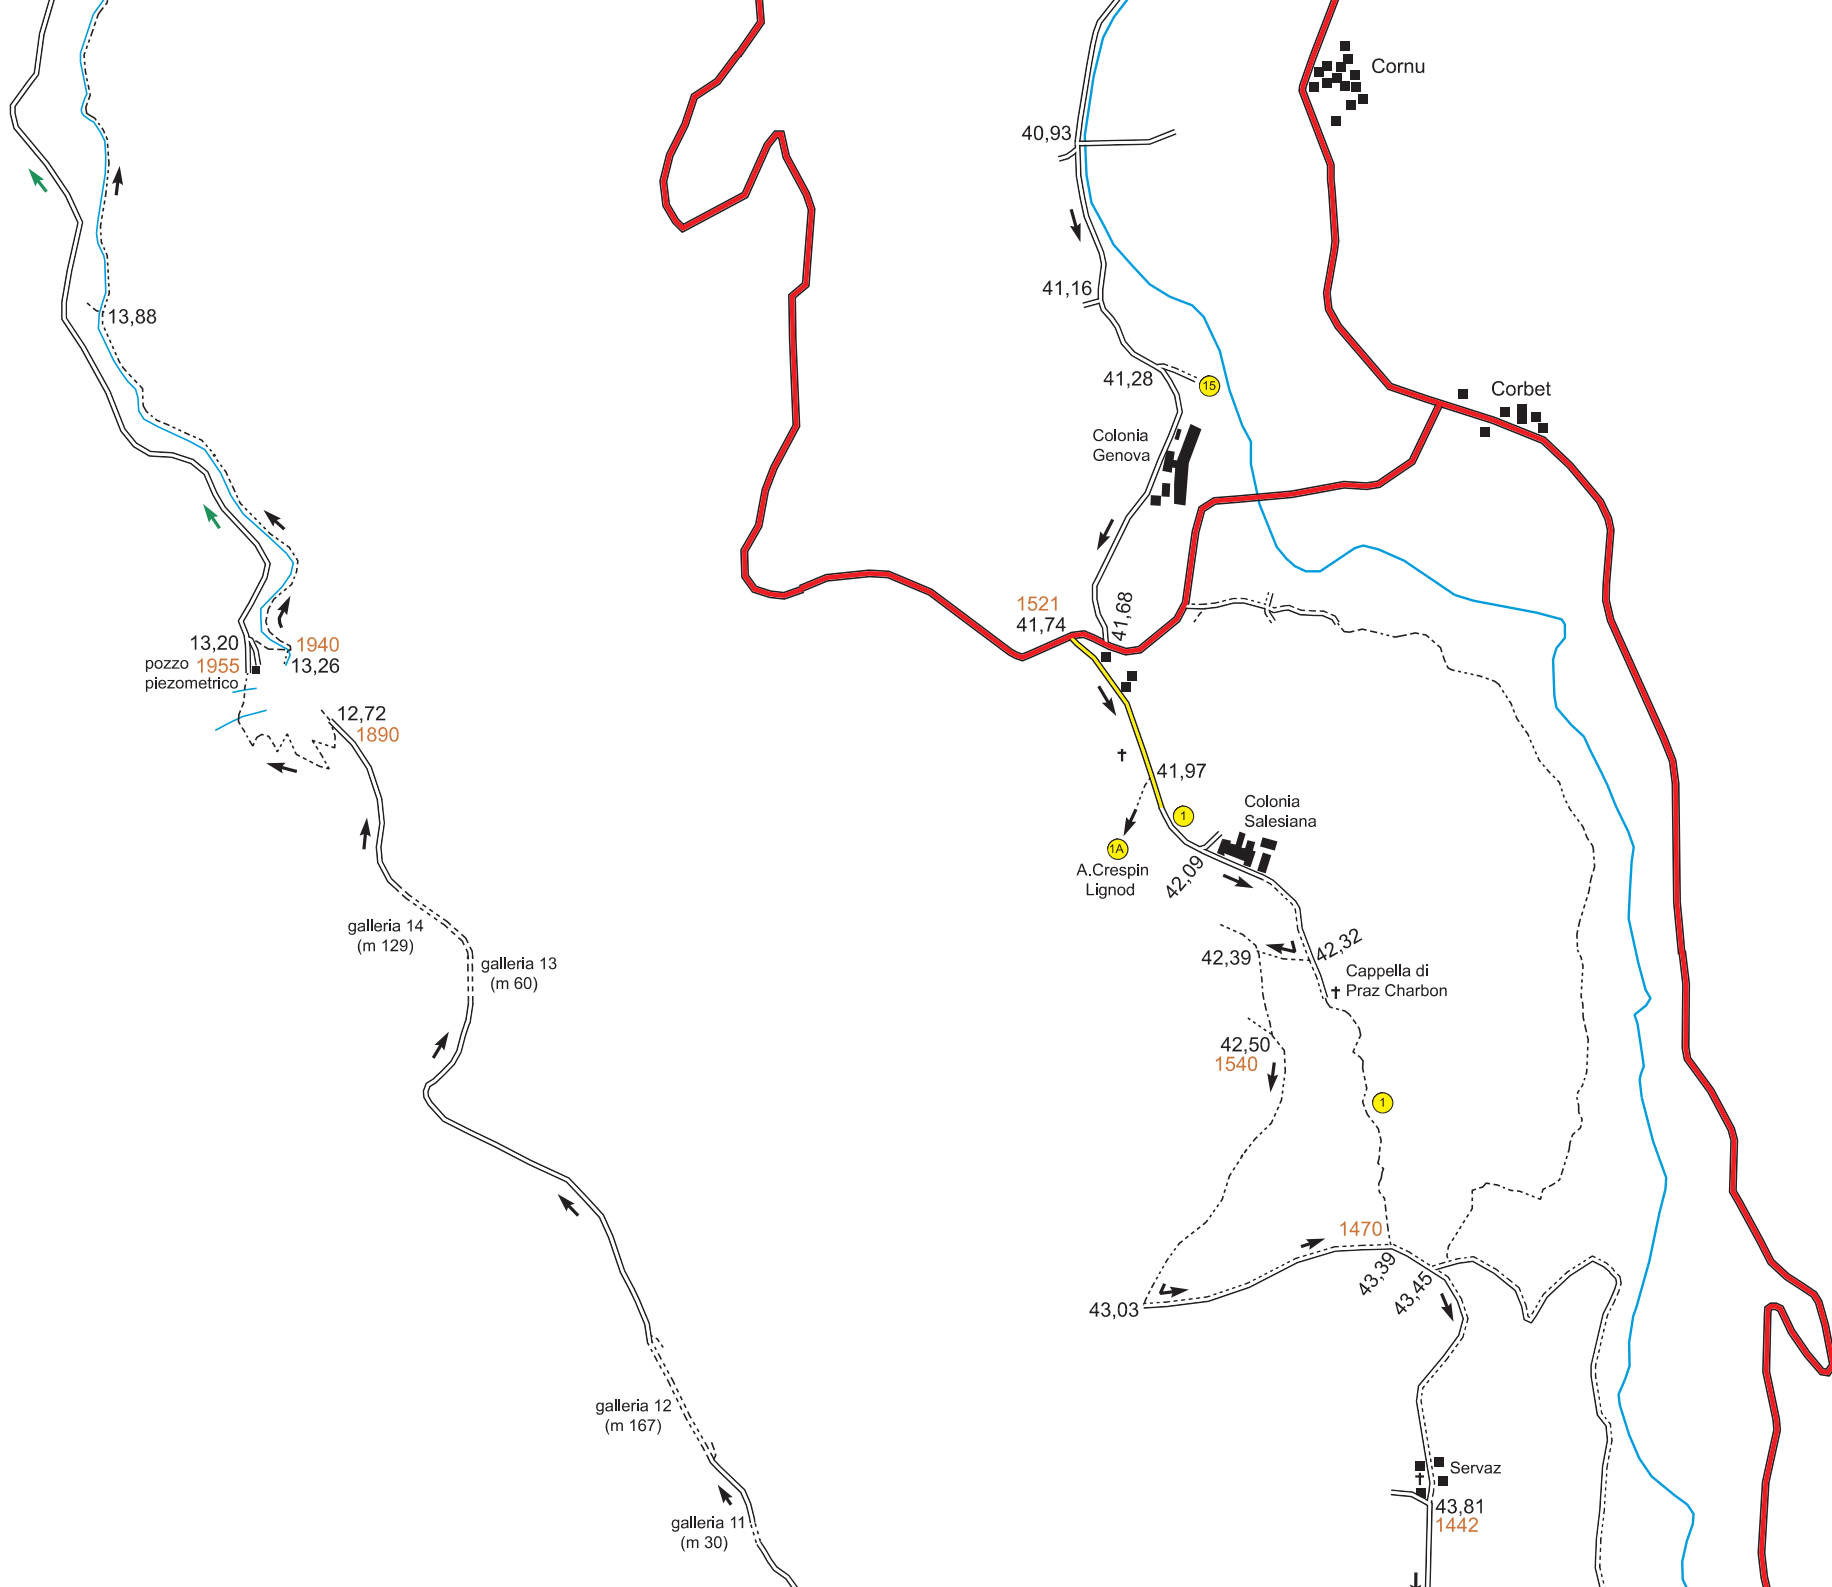 Cornu
40,93
41,16
13,88
41,28
15
Corbet
Colonia
Genova
1521
41,74
41,68
13,20
1940
pozzo
1955
13,26
piezometrico
12,72
1890
41,97
1
Colonia
Salesiana
1A
A.Crespin
Lignod
42,09
galleria 14
(m 129)
galleria 13
(m 60)
42,39
42,32
Cappella di
Praz Charbon
42,50
1540
1
1470
43,39
43,45
43,03
galleria 12
(m 167)
Servaz
43,81
1442
galleria 11
(m 30)